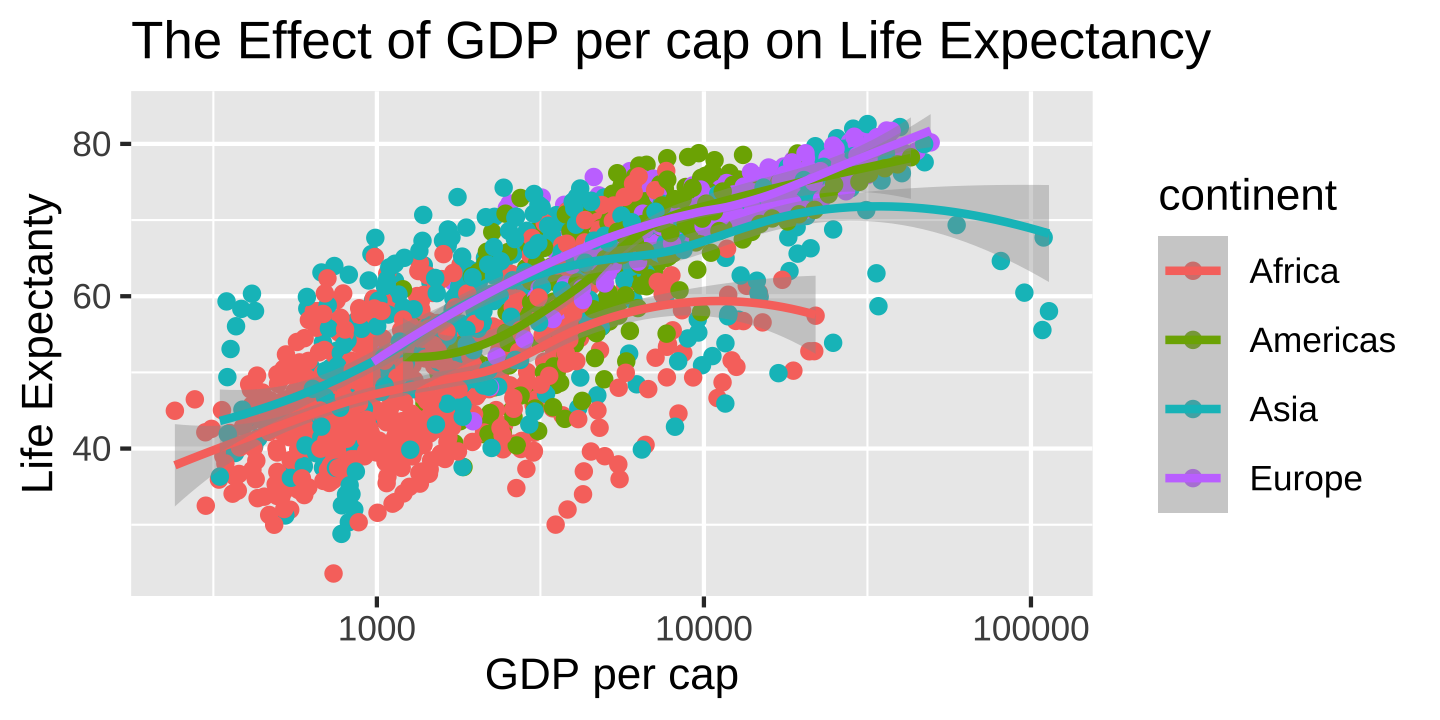 The Effect of GDP per cap on Life Expectancy
Life Expectanty
80
60
40
1000
10000
100000
GDP per cap
continent
Africa
Americas
Asia
Europe